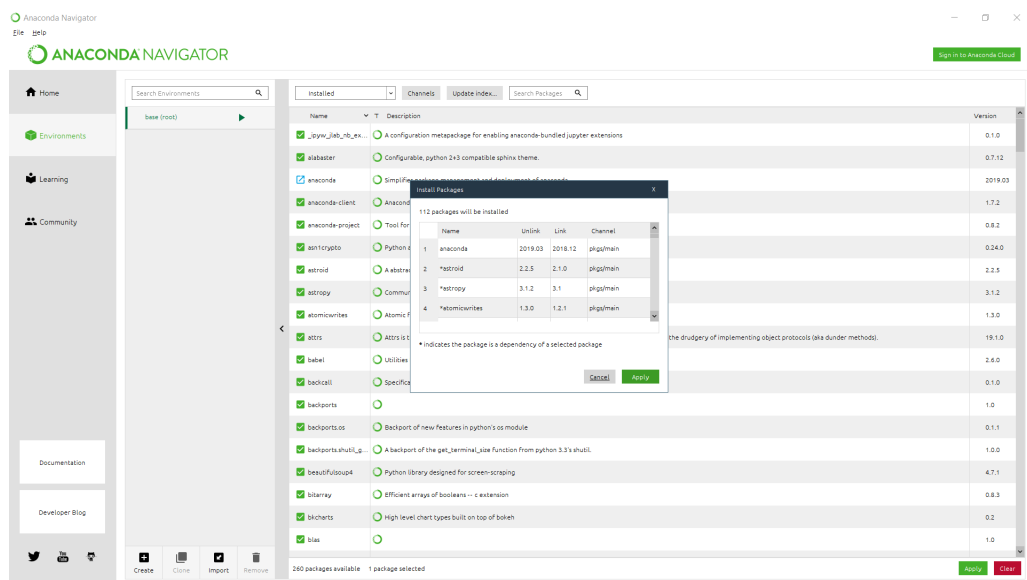 Anaconda Navigator
File Help
ANACONDA NAVIGATOR
Sign in to Anaconda Cloud
Home
Environments
Learning
Community
Documentation
Developer Blog
You Tube
Search Environments
base (root)
Create Clone Import Remove
Installed Channels Update index... Search Packages
Name T Description Version
_ipyw_jlab_nb_ex... A configuration metapackage for enabling anaconda-bundled jupyter extensions 0.1.0
alabaster Configurable, python 2+3 compatible sphinx theme. 0.7.12
anaconda Simplifies package management and deployment of anaconda 2019.03
anaconda-client Anacond 1.7.2
anaconda-project Tool for 0.8.2
asn1crypto Python a 0.24.0
astroid A abstra 2.2.5
astropy Commun 3.1.2
atomicwrites Atomic f 1.3.0
attrs Attrs is t the drudgery of implementing object protocols (aka dunder methods). 19.1.0
babel Utilities 2.6.0
backcall Specifica 0.1.0
backports 1.0
backports.os Backport of new features in python's os module 0.1.1
backports.shutil_g... A backport of the get_terminal_size function from python 3.3's shutil. 1.0.0
beautifulsoup4 Python library designed for screen-scraping 4.7.1
bitarray Efficient arrays of booleans -- c extension 0.8.3
bkcharts High level chart types built on top of bokeh 0.2
blas 1.0
260 packages available 1 package selected Apply Clear
Install Packages X
112 packages will be installed
Name Unlink Link Channel
1 anaconda 2019.03 2018.12 pkgs/main
2 *astroid 2.2.5 2.1.0 pkgs/main
3 *astropy 3.1.2 3.1 pkgs/main
4 *atomicwrites 1.3.0 1.2.1 pkgs/main
* indicates the package is a dependency of a selected package
Cancel Apply